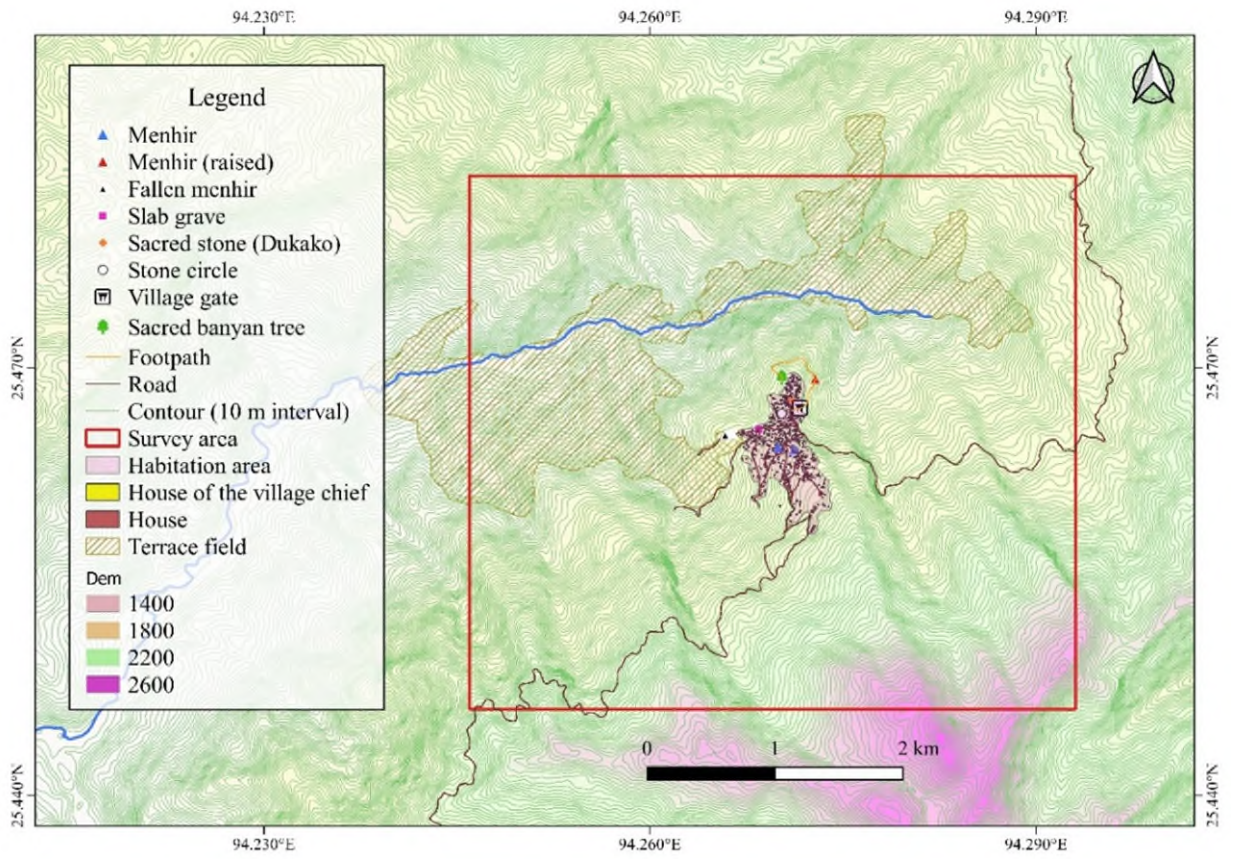 94.230°E 94.260°E 94.290°E
Legend
Menhir
Menhir (raised)
Fallen menhir
Slab grave
Sacred stone (Dukako)
Stone circle
Village gate
Sacred banyan tree
Footpath
Road
Contour (10 m interval)
Survey area
Habitation area
House of the village chief
House
Terrace field
Dem
1400
1800
2200
2600
25.470°N
25.470°N
0 1 2 km
25.440°N
25.440°N
94.230°E 94.260°E 94.290°E